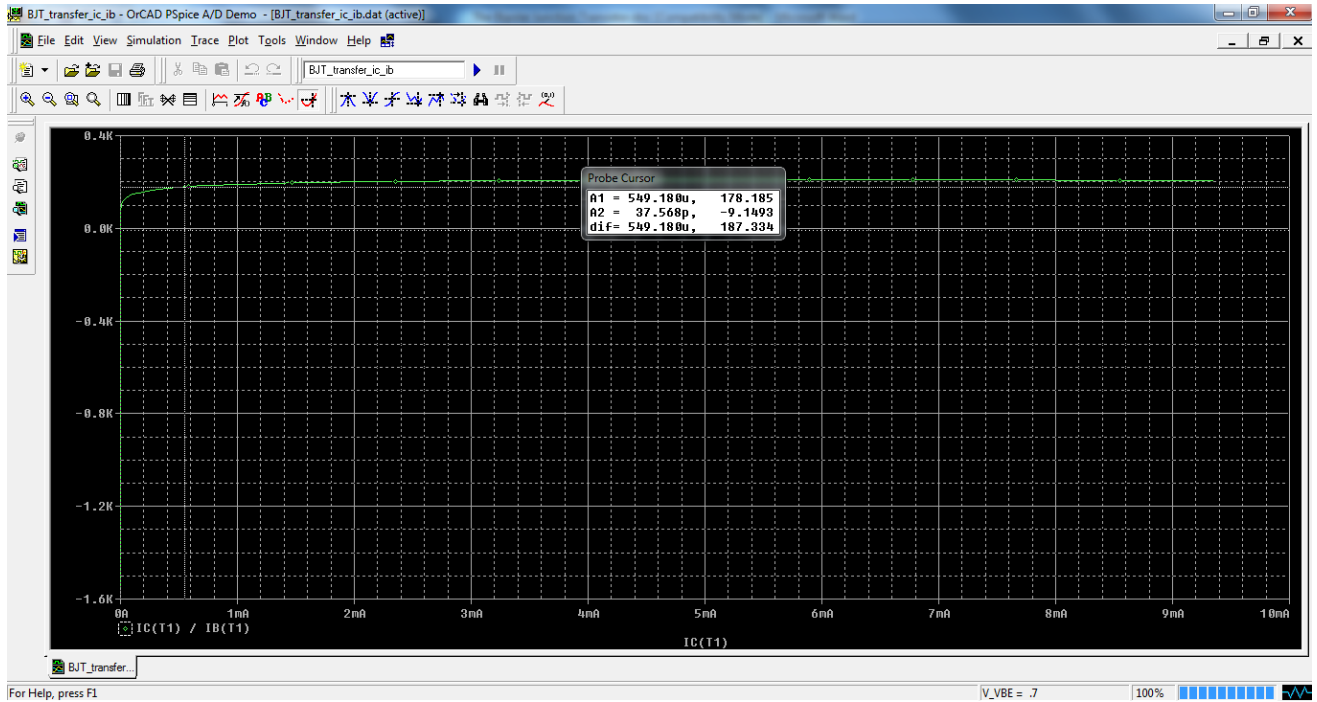 BJT_transfer_ic_ib - OrCAD PSpice A/D Demo - [BJT_transfer_ic_ib.dat (active)]
File Edit View Simulation Trace Plot Tools Window Help
BJT_transfer_ic_ib
0.4K
0.0K
-0.4K
-0.8K
-1.2K
-1.6K
Probe Cursor
A1 = 549.180u, 178.185
A2 = 37.568p, -9.1493
dif= 549.180u, 187.334
0A 1mA 2mA 3mA 4mA 5mA 6mA 7mA 8mA 9mA 10mA
IC(T1) / IB(T1)
IC(T1)
BJT_transfer...
For Help, press F1 V_VBE = .7 100%